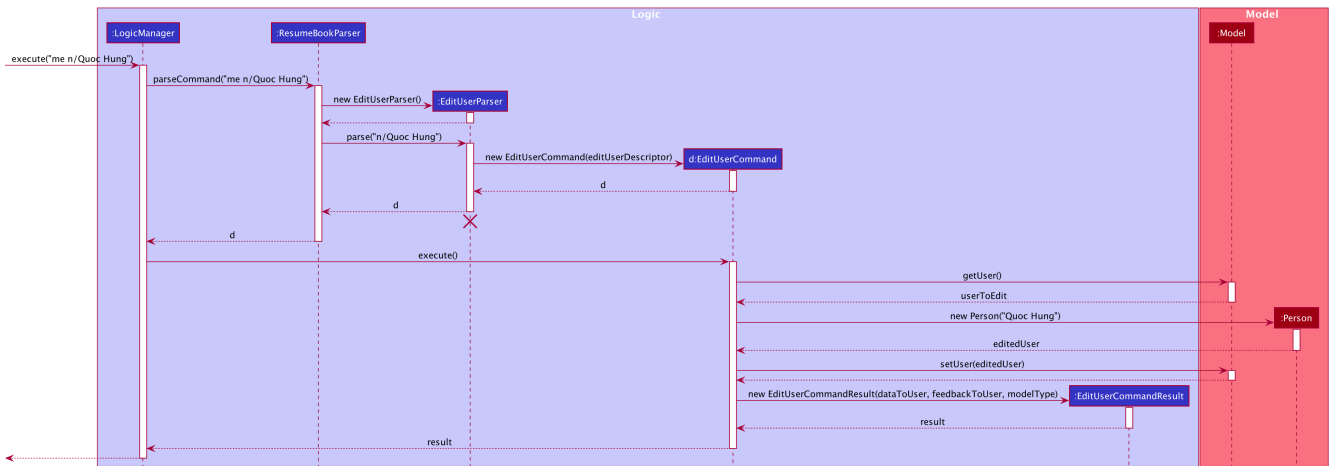 Logic
Model
:LogicManager
:ResumeBookParser
:Model
execute("me n/Quoc Hung")
parseCommand("me n/Quoc Hung")
new EditUserParser()
:EditUserParser
parse("n/Quoc Hung")
new EditUserCommand(editUserDescriptor)
d:EditUserCommand
d
d
d
execute()
getUser()
userToEdit
new Person("Quoc Hung")
:Person
editedUser
setUser(editedUser)
new EditUserCommandResult(dataToUser, feedbackToUser, modelType)
:EditUserCommandResult
result
result